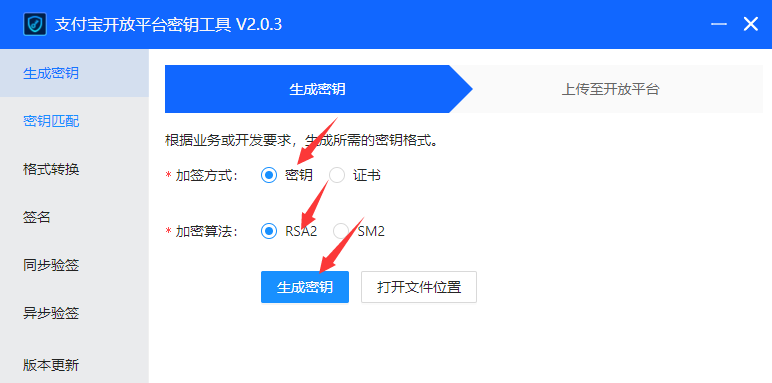 支付宝开放平台密钥工具 V2.0.3
生成密钥
密钥匹配
格式转换
签名
同步验签
异步验签
版本更新
生成密钥
上传至开放平台
根据业务或开发要求，生成所需的密钥格式。
* 加签方式： 密钥 证书
* 加密算法： RSA2 SM2
生成密钥 打开文件位置